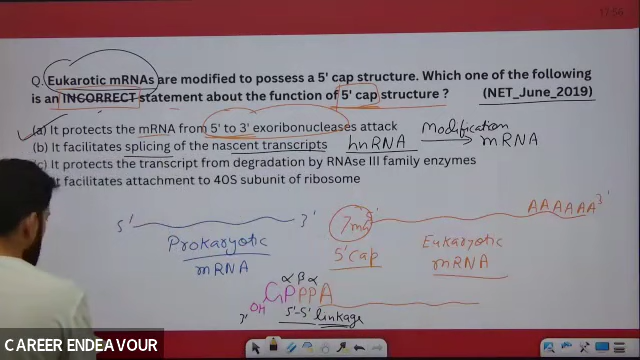 17:56
Q. Eukarotic mRNAs are modified to possess a 5' cap structure. Which one of the following
is an INCORRECT statement about the function of 5' cap structure ? (NET_June_2019)
(a) It protects the mRNA from 5' to 3' exoribonucleases attack
(b) It facilitates splicing of the nascent transcripts hnRNA modification mRNA
(c) It protects the transcript from degradation by RNAse III family enzymes
It facilitates attachment to 40S subunit of ribosome
AAAAAA 3'
5' 3' 7mG
Prokaryotic 5' cap Eukaryotic
mRNA mRNA
α β α
GPPPA
3' OH 5'-5' linkage
CAREER ENDEAVOUR